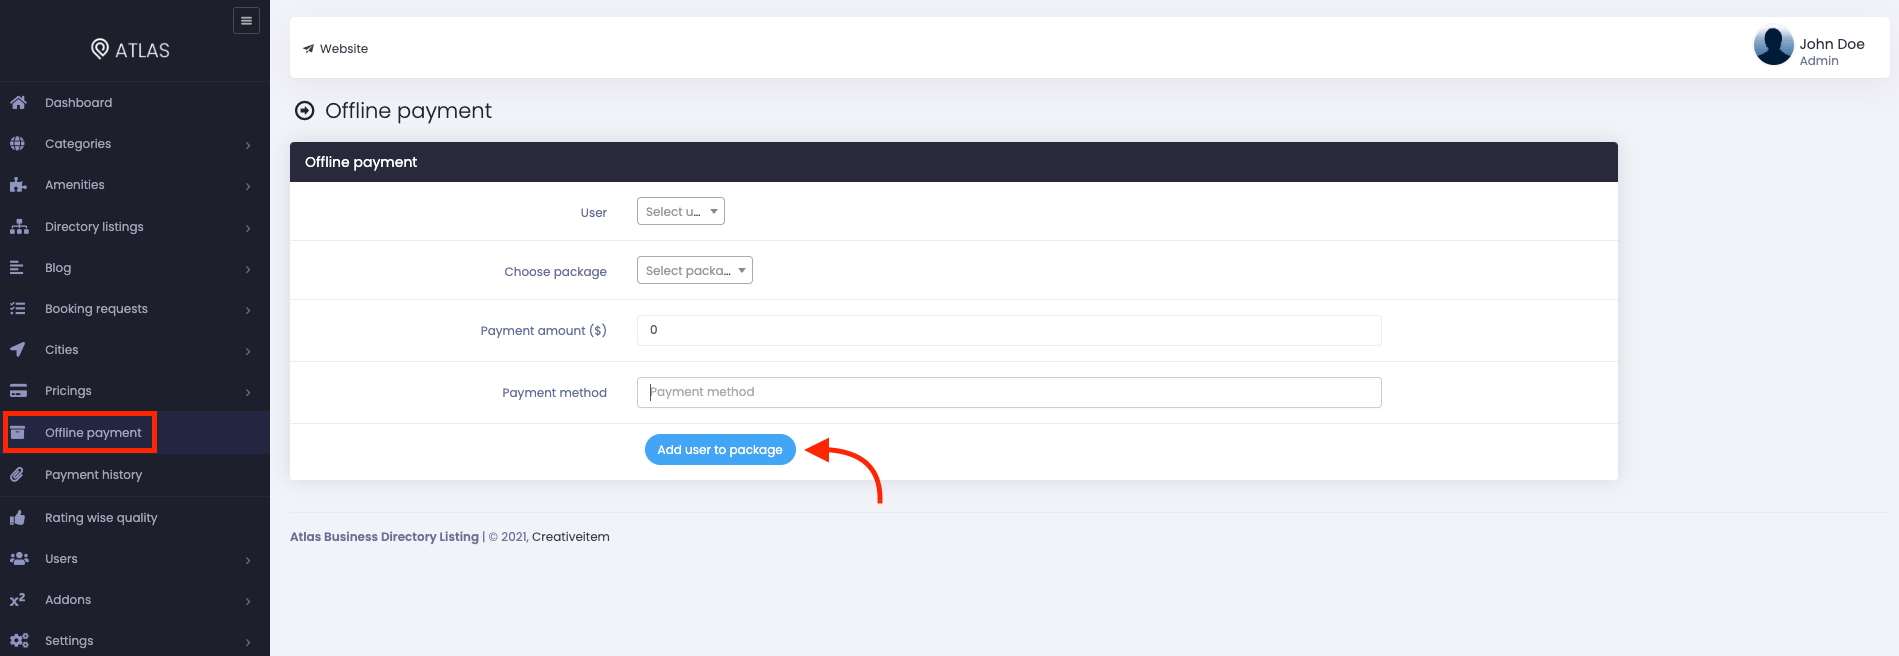 ATLAS
Dashboard
Categories
Amenities
Directory listings
Blog
Booking requests
Cities
Pricings
Offline payment
Payment history
Rating wise quality
Users
x²
Addons
Settings
Website
John Doe
Admin
Offline payment
Offline payment
User
Select u...
Choose package
Select packa...
Payment amount ($)
0
Payment method
Payment method
Add user to package
Atlas Business Directory Listing | © 2021, Creativeitem